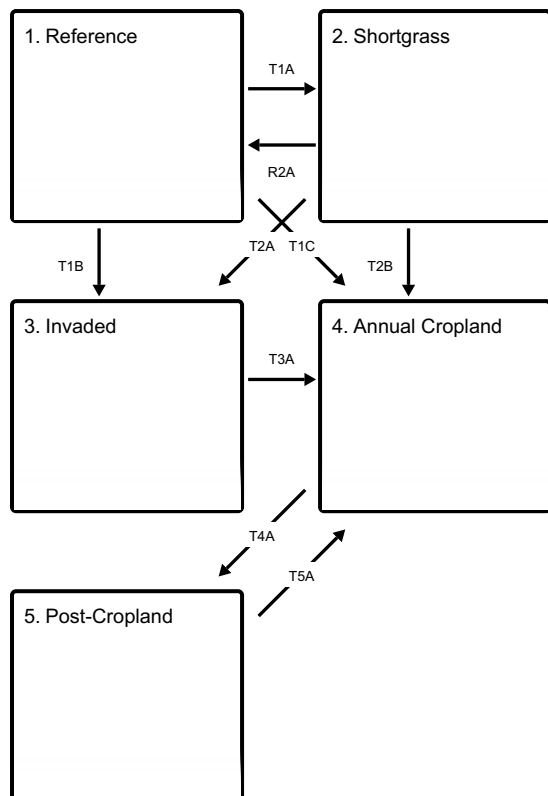 1. Reference
2. Shortgrass
T1A
R2A
T1B
T2A
T1C
T2B
3. Invaded
4. Annual Cropland
T3A
T4A
T5A
5. Post-Cropland